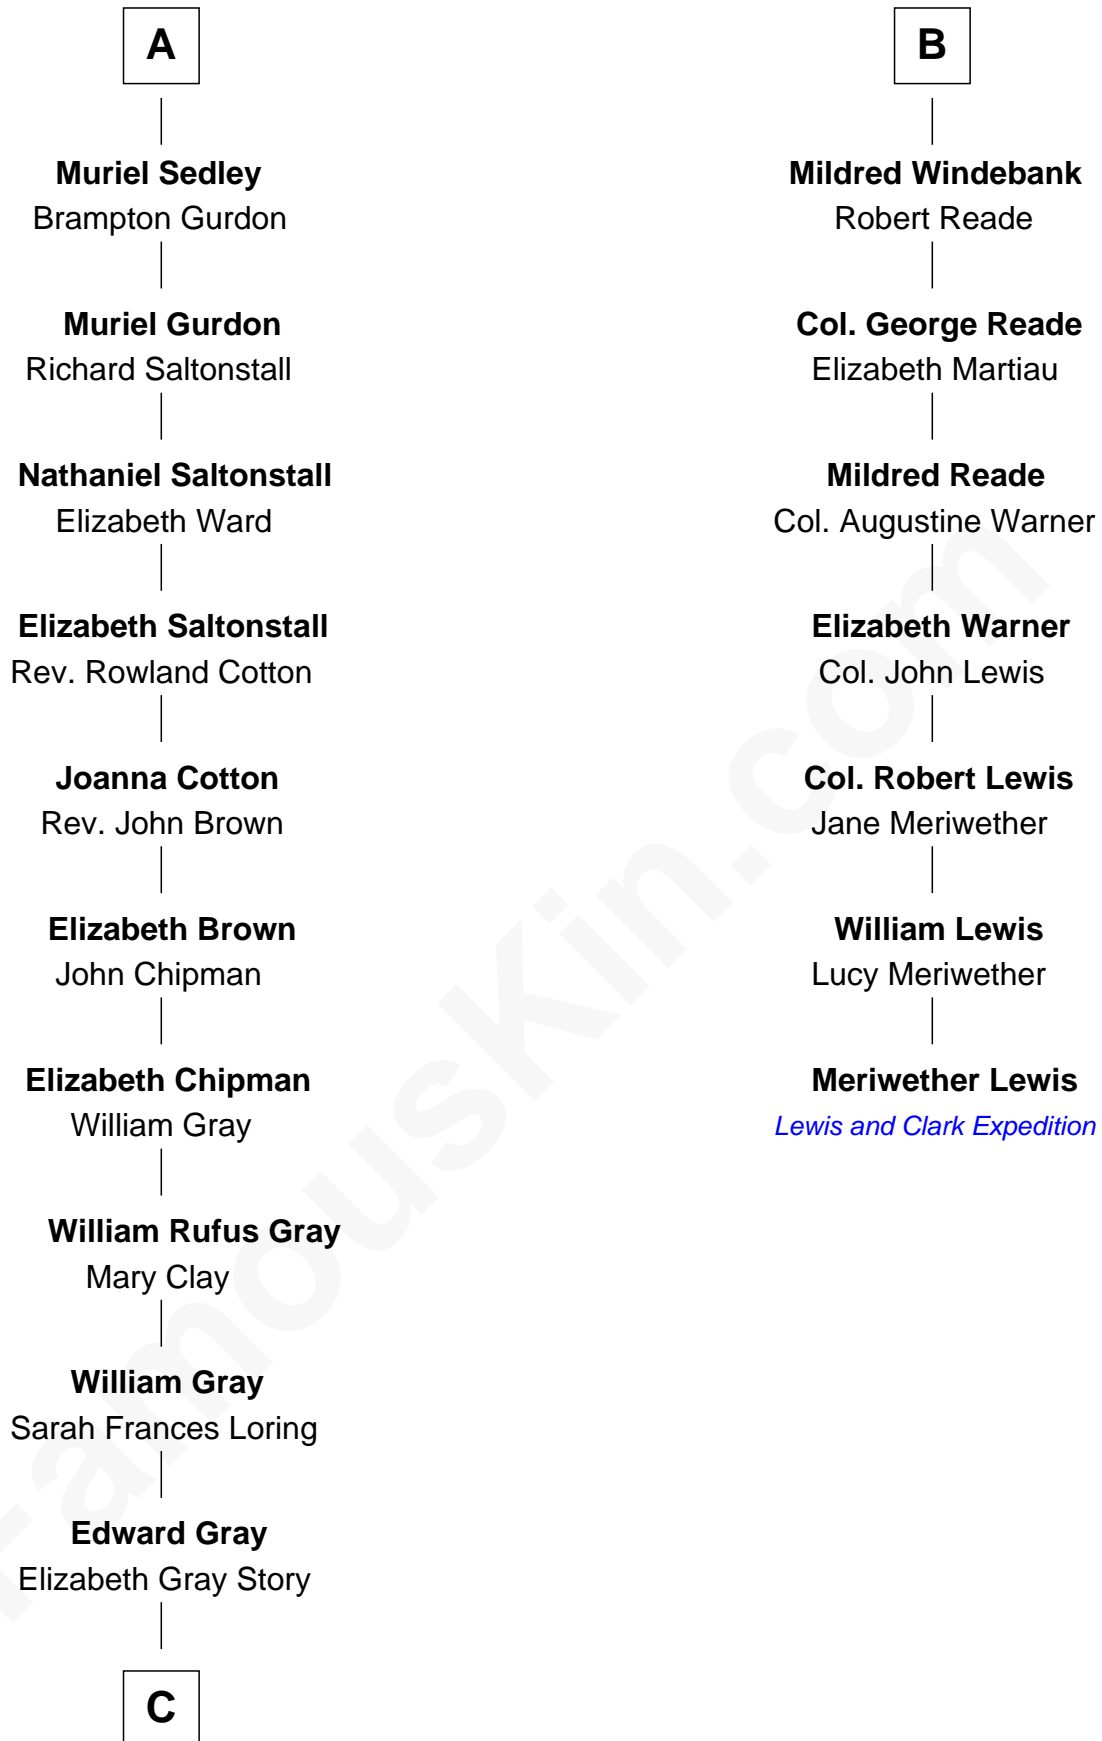 A
Muriel Sedley
Brampton Gurdon
Muriel Gurdon
Richard Saltonstall
Nathaniel Saltonstall
Elizabeth Ward
Elizabeth Saltonstall
Rev. Rowland Cotton
Joanna Cotton
Rev. John Brown
Elizabeth Brown
John Chipman
Elizabeth Chipman
William Gray
William Rufus Gray
Mary Clay
William Gray
Sarah Frances Loring
Edward Gray
Elizabeth Gray Story
C
B
Mildred Windebank
Robert Reade
Col. George Reade
Elizabeth Martiau
Mildred Reade
Col. Augustine Warner
Elizabeth Warner
Col. John Lewis
Col. Robert Lewis
Jane Meriwether
William Lewis
Lucy Meriwether
Meriwether Lewis
Lewis and Clark Expedition
FamousKin.com